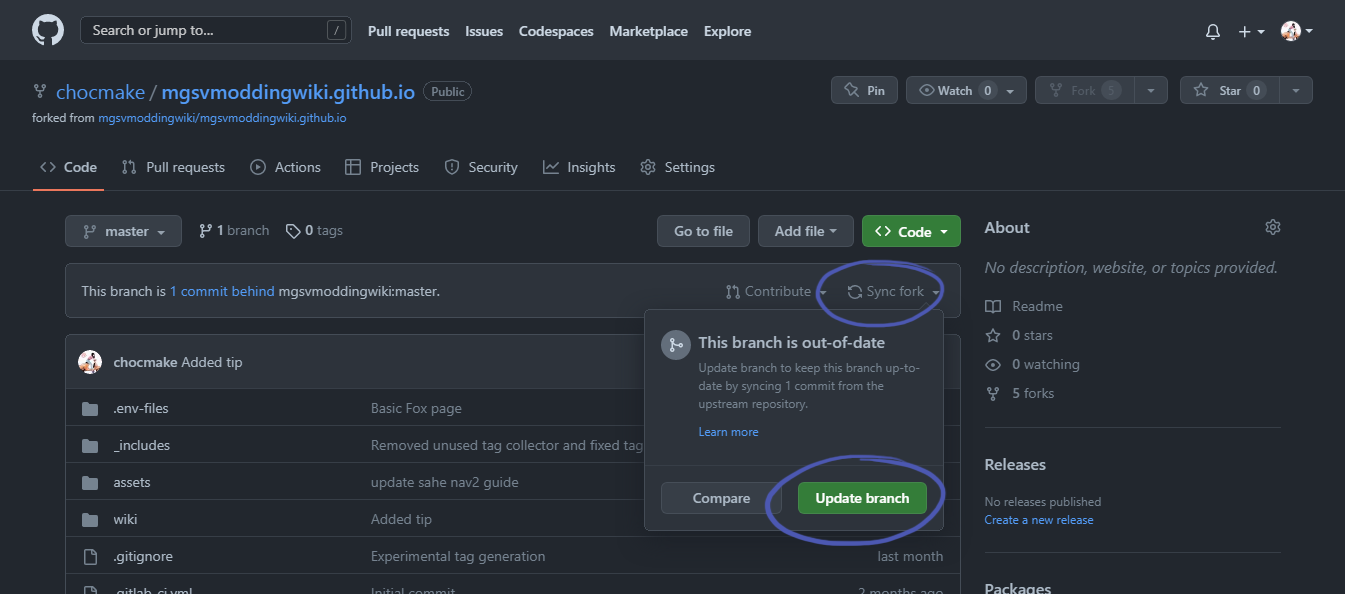 Search or jump to... /
Pull requests Issues Codespaces Marketplace Explore
chocmake / mgsvmoddingwiki.github.io Public
Pin Watch 0 Fork 5 Star 0
forked from mgsvmoddingwiki/mgsvmoddingwiki.github.io
Code Pull requests Actions Projects Security Insights Settings
master 1 branch 0 tags Go to file Add file Code
This branch is 1 commit behind mgsvmoddingwiki:master. Contribute Sync fork
This branch is out-of-date
Update branch to keep this branch up-to-
date by syncing 1 commit from the
upstream repository.
Learn more
Compare Update branch
chocmake Added tip
.env-files Basic Fox page
_includes Removed unused tag collector and fixed tag
assets update sahe nav2 guide
wiki Added tip
.gitignore Experimental tag generation last month
.gitlab-ci.yml Initial commit 2 months ago
About
No description, website, or topics provided.
Readme
0 stars
0 watching
5 forks
Releases
No releases published
Create a new release
Packages